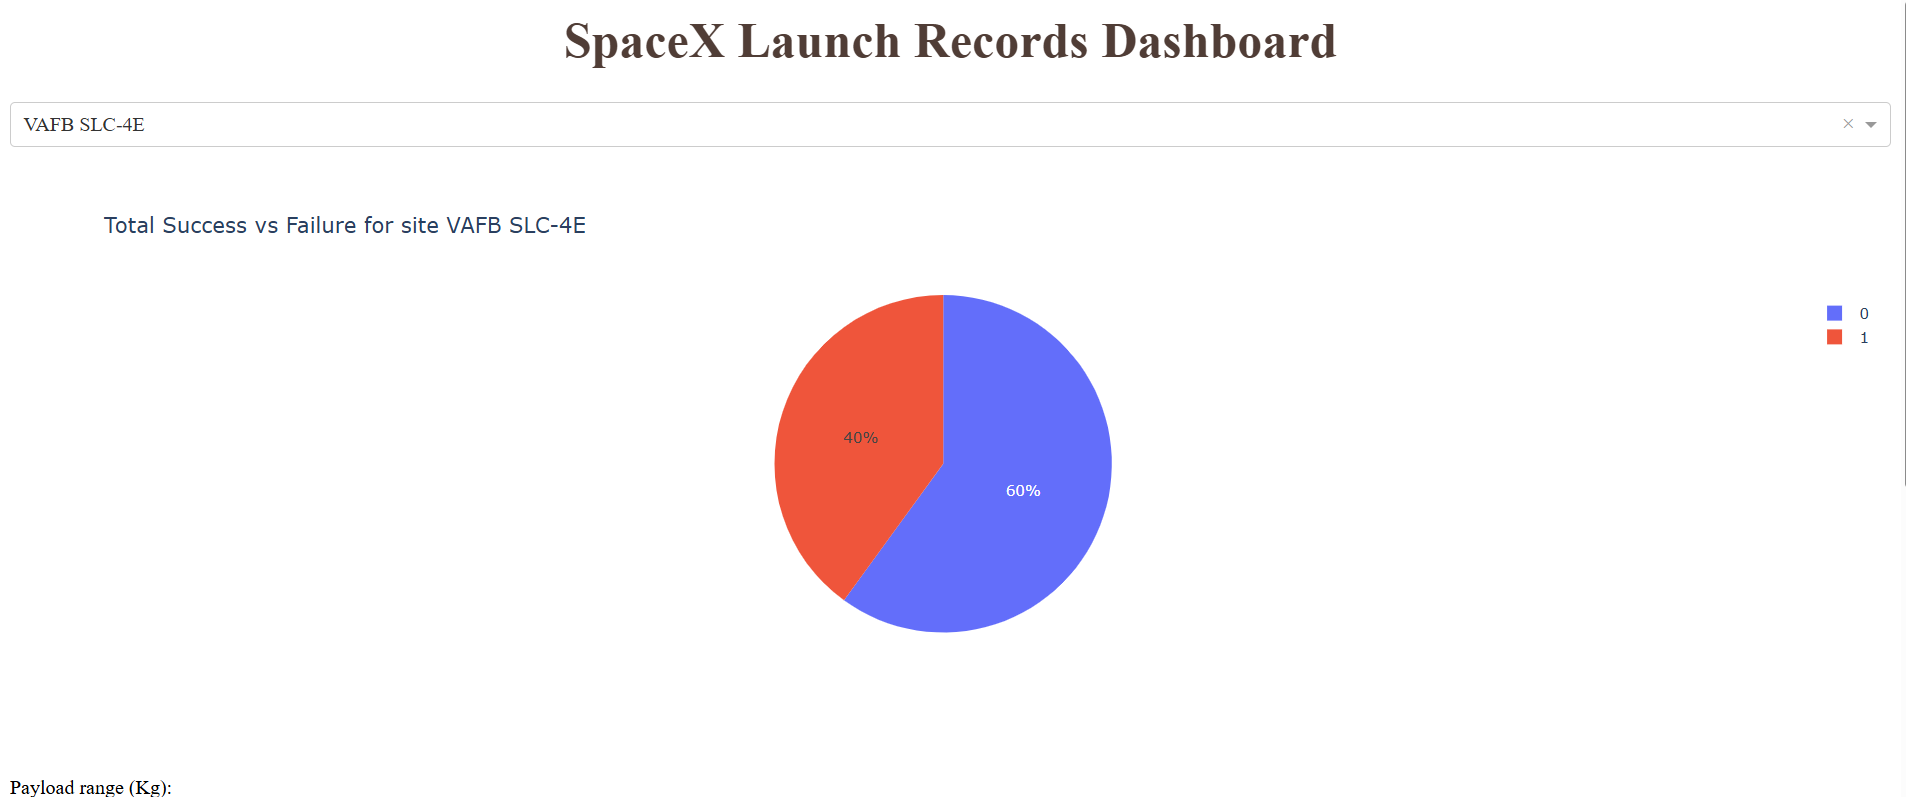 SpaceX Launch Records Dashboard
VAFB SLC-4E
×
Total Success vs Failure for site VAFB SLC-4E
0
1
40%
60%
Payload range (Kg):